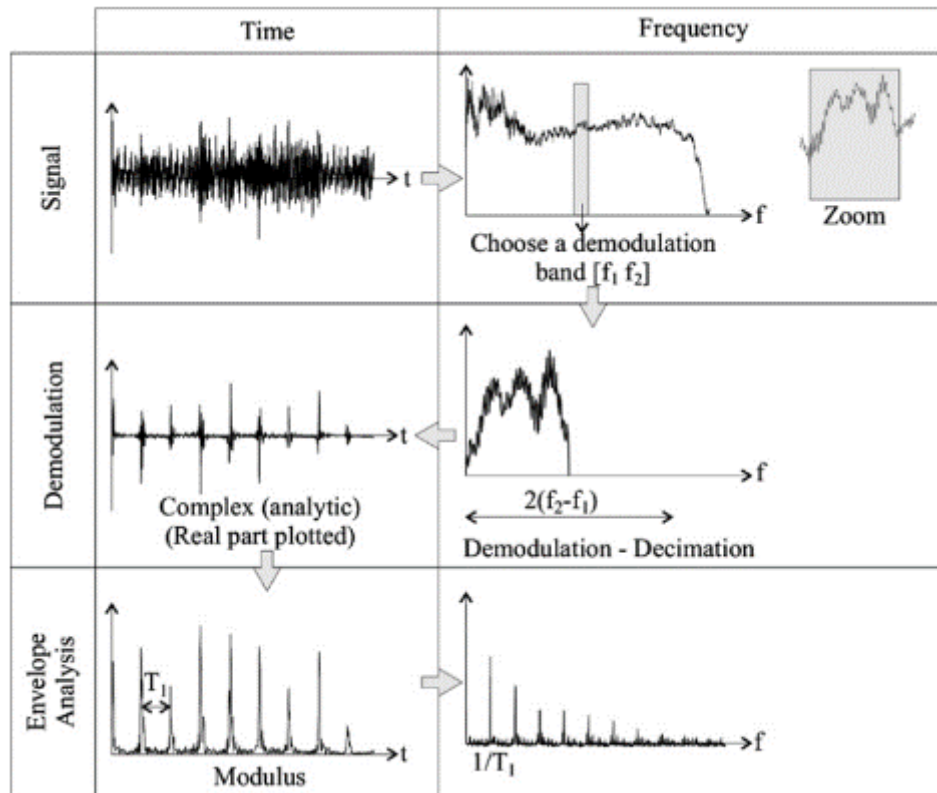 Time
Frequency
Signal
t
f
Zoom
Choose a demodulation
band [f₁ f₂]
Demodulation
t
Complex (analytic)
(Real part plotted)
f
2(f₂-f₁)
Demodulation - Decimation
Envelope
Analysis
T₁
t
Modulus
f
1/T₁